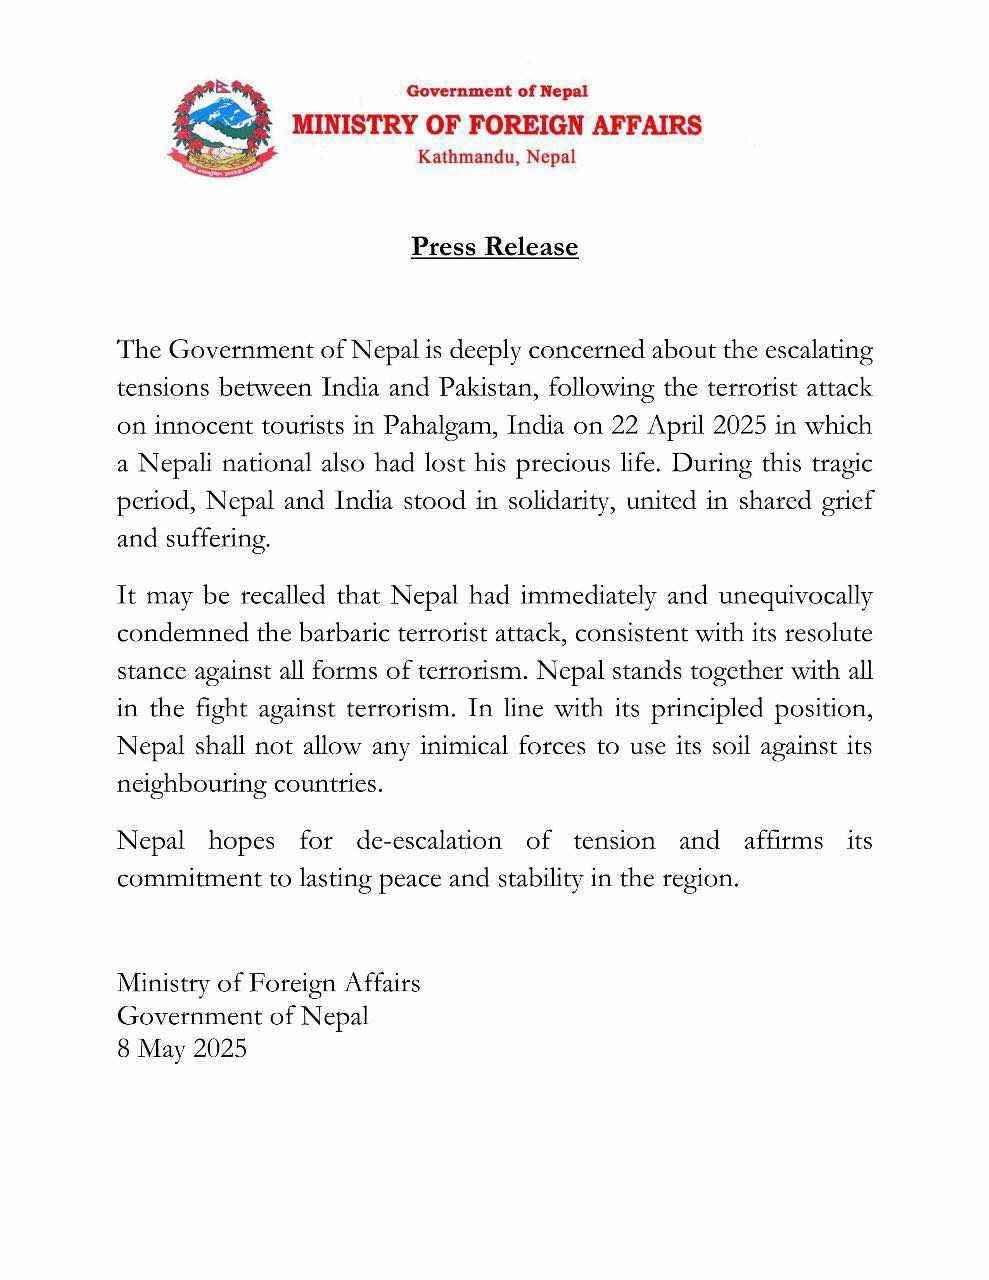 Government of Nepal
MINISTRY OF FOREIGN AFFAIRS
Kathmandu, Nepal
Press Release
The Government of Nepal is deeply concerned about the escalating
tensions between India and Pakistan, following the terrorist attack
on innocent tourists in Pahalgam, India on 22 April 2025 in which
a Nepali national also had lost his precious life. During this tragic
period, Nepal and India stood in solidarity, united in shared grief
and suffering.
It may be recalled that Nepal had immediately and unequivocally
condemned the barbaric terrorist attack, consistent with its resolute
stance against all forms of terrorism. Nepal stands together with all
in the fight against terrorism. In line with its principled position,
Nepal shall not allow any inimical forces to use its soil against its
neighbouring countries.
Nepal hopes for de-escalation of tension and affirms its
commitment to lasting peace and stability in the region.
Ministry of Foreign Affairs
Government of Nepal
8 May 2025